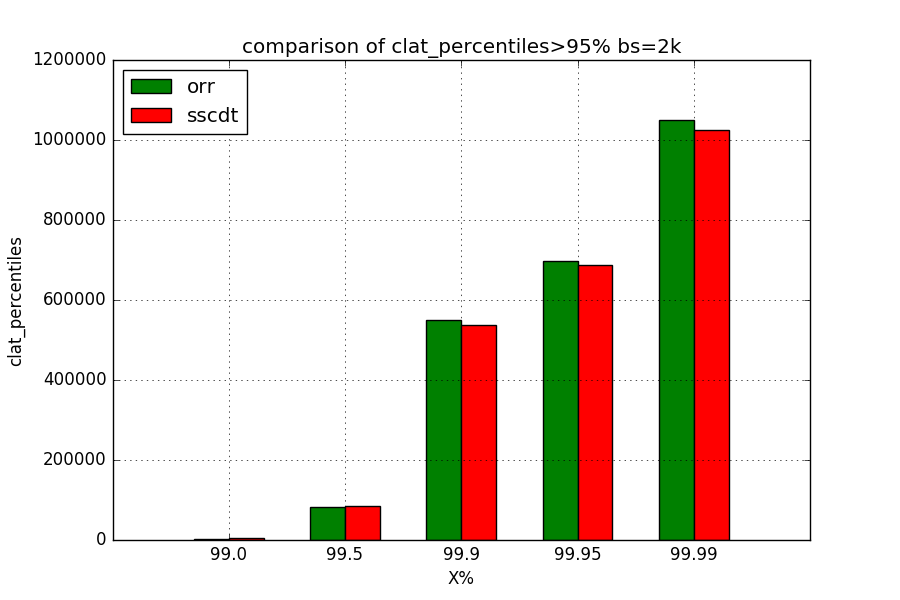 comparison of clat_percentiles>95% bs=2k
1200000
1000000
800000
600000
400000
200000
0
clat_percentiles
orr
sscdt
99.0 99.5 99.9 99.95 99.99
X%